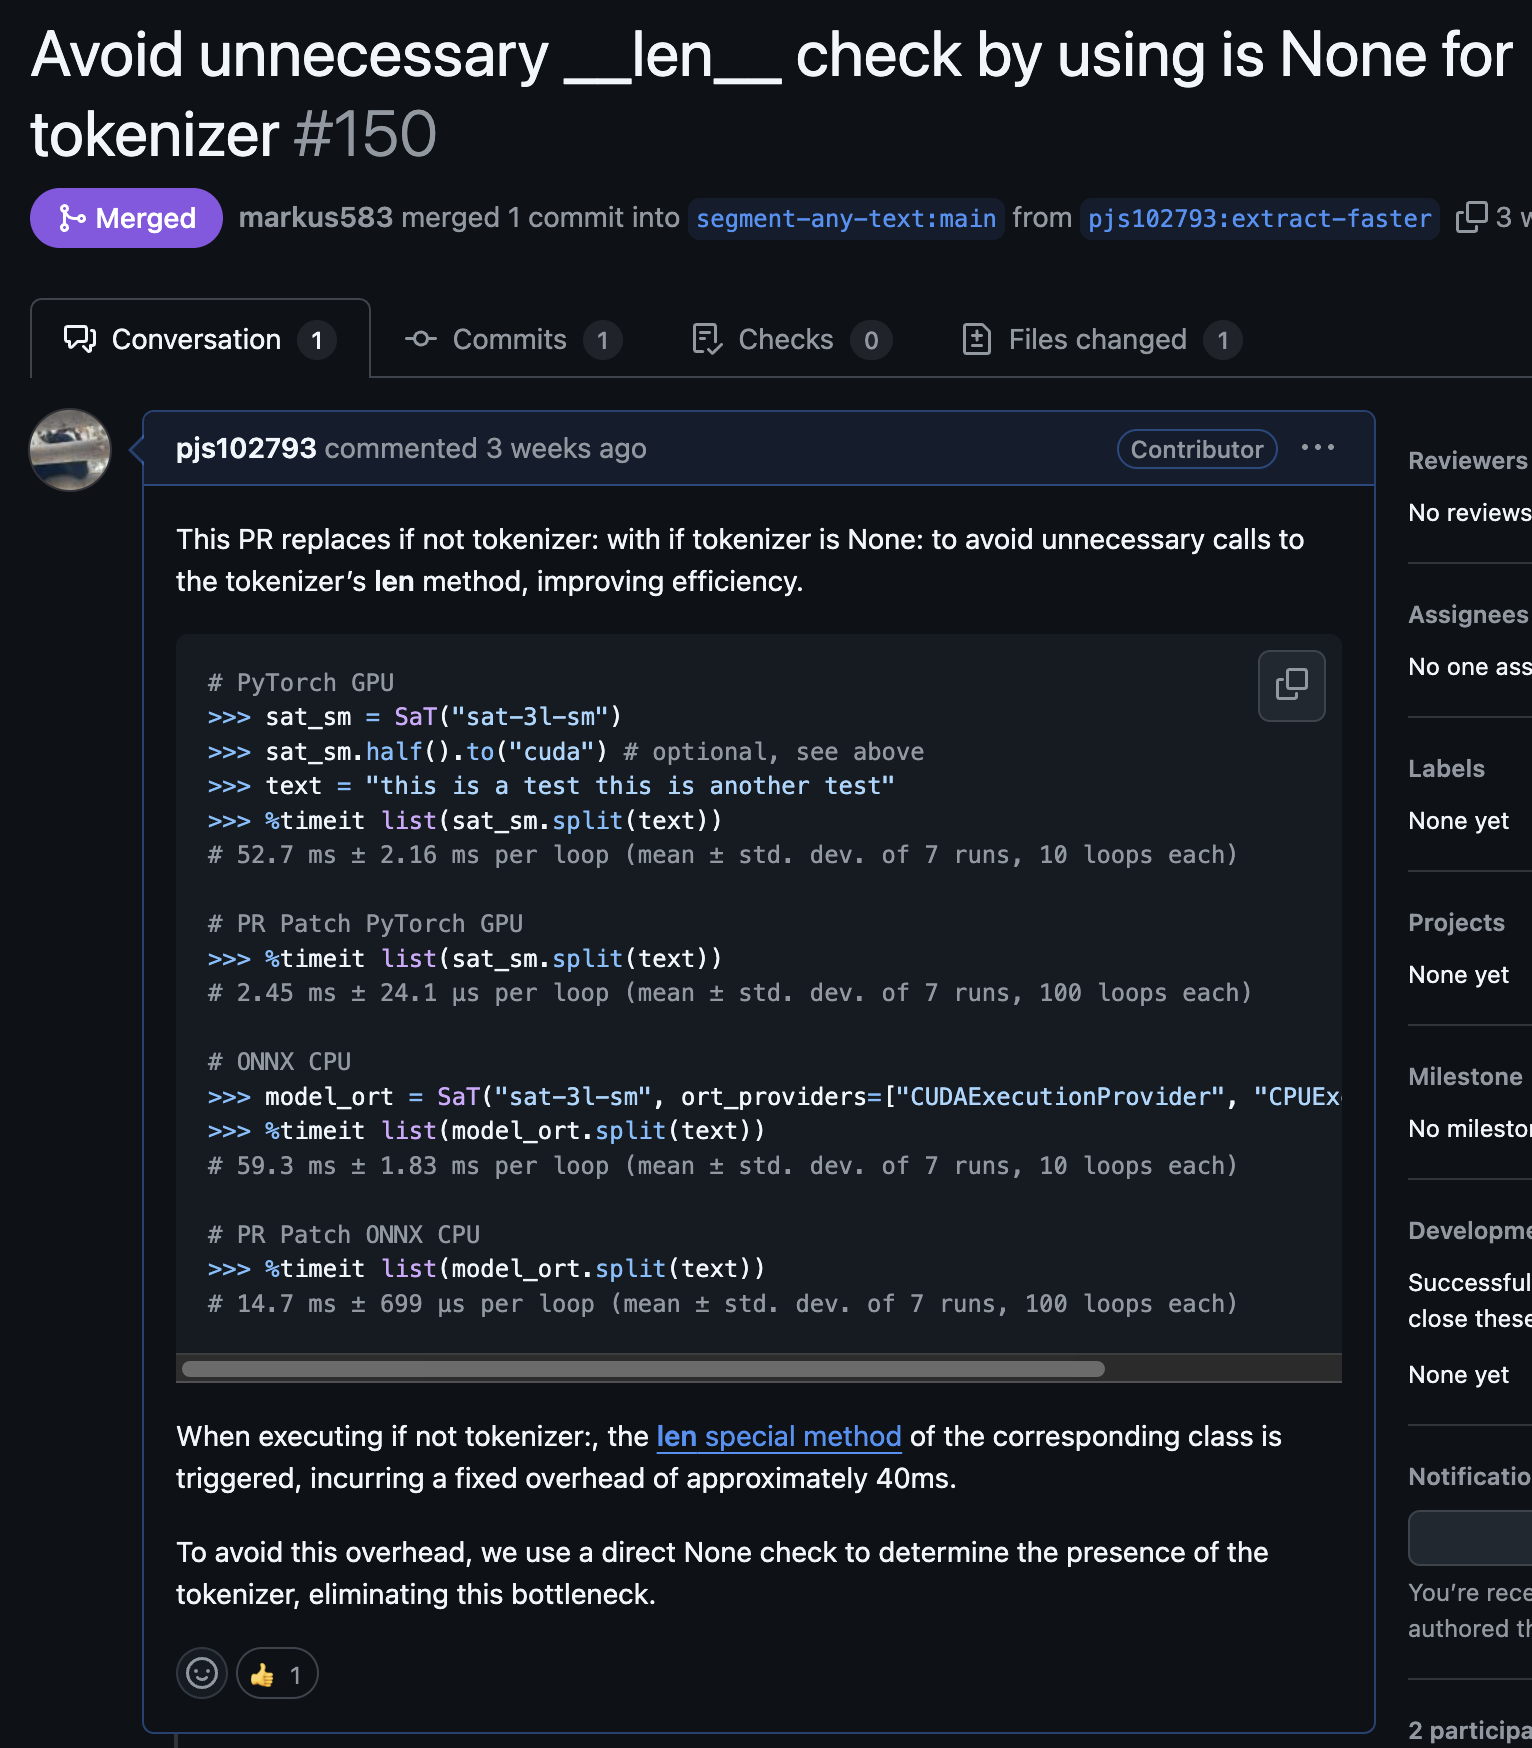 Avoid unnecessary __len__ check by using is None for
tokenizer #150
Merged
markus583 merged 1 commit into segment-any-text:main from pjs102793:extract-faster 3 w
Conversation 1
Commits 1
Checks 0
Files changed 1
pjs102793 commented 3 weeks ago
Contributor
This PR replaces if not tokenizer: with if tokenizer is None: to avoid unnecessary calls to
the tokenizer’s len method, improving efficiency.
# PyTorch GPU
>>> sat_sm = SaT("sat-3l-sm")
>>> sat_sm.half().to("cuda") # optional, see above
>>> text = "this is a test this is another test"
>>> %timeit list(sat_sm.split(text))
# 52.7 ms ± 2.16 ms per loop (mean ± std. dev. of 7 runs, 10 loops each)
# PR Patch PyTorch GPU
>>> %timeit list(sat_sm.split(text))
# 2.45 ms ± 24.1 µs per loop (mean ± std. dev. of 7 runs, 100 loops each)
# ONNX CPU
>>> model_ort = SaT("sat-3l-sm", ort_providers=["CUDAExecutionProvider", "CPUEx
>>> %timeit list(model_ort.split(text))
# 59.3 ms ± 1.83 ms per loop (mean ± std. dev. of 7 runs, 10 loops each)
# PR Patch ONNX CPU
>>> %timeit list(model_ort.split(text))
# 14.7 ms ± 699 µs per loop (mean ± std. dev. of 7 runs, 100 loops each)
When executing if not tokenizer:, the len special method of the corresponding class is
triggered, incurring a fixed overhead of approximately 40ms.
To avoid this overhead, we use a direct None check to determine the presence of the
tokenizer, eliminating this bottleneck.
👍 1
Reviewers
No reviews
Assignees
No one ass
Labels
None yet
Projects
None yet
Milestone
No milesto
Developme
Successful
close these
None yet
Notificatio
You’re rece
authored th
2 participa